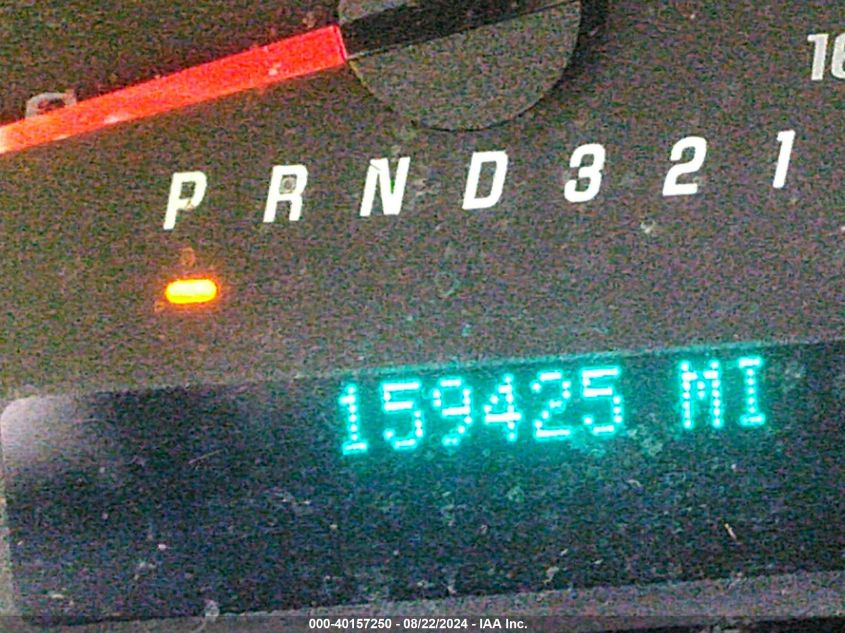 P R N D 3 2 1
159425 MI
000-40157250 - 08/22/2024 - IAA Inc.